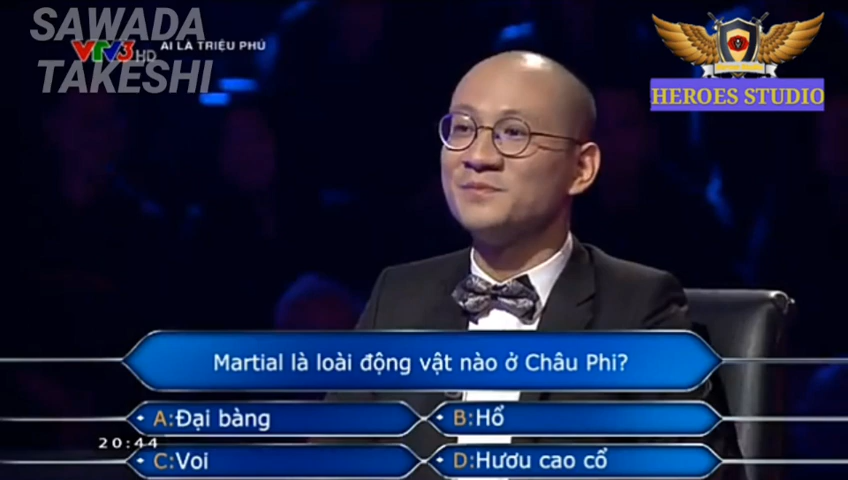 SAWADA
VTV3 HD AI LÀ TRIỆU PHÚ
TAKESHI
HEROES STUDIO
Martial là loài động vật nào ở Châu Phi?
A:Đại bàng
B:Hổ
20:44
C:Voi
D:Hươu cao cổ